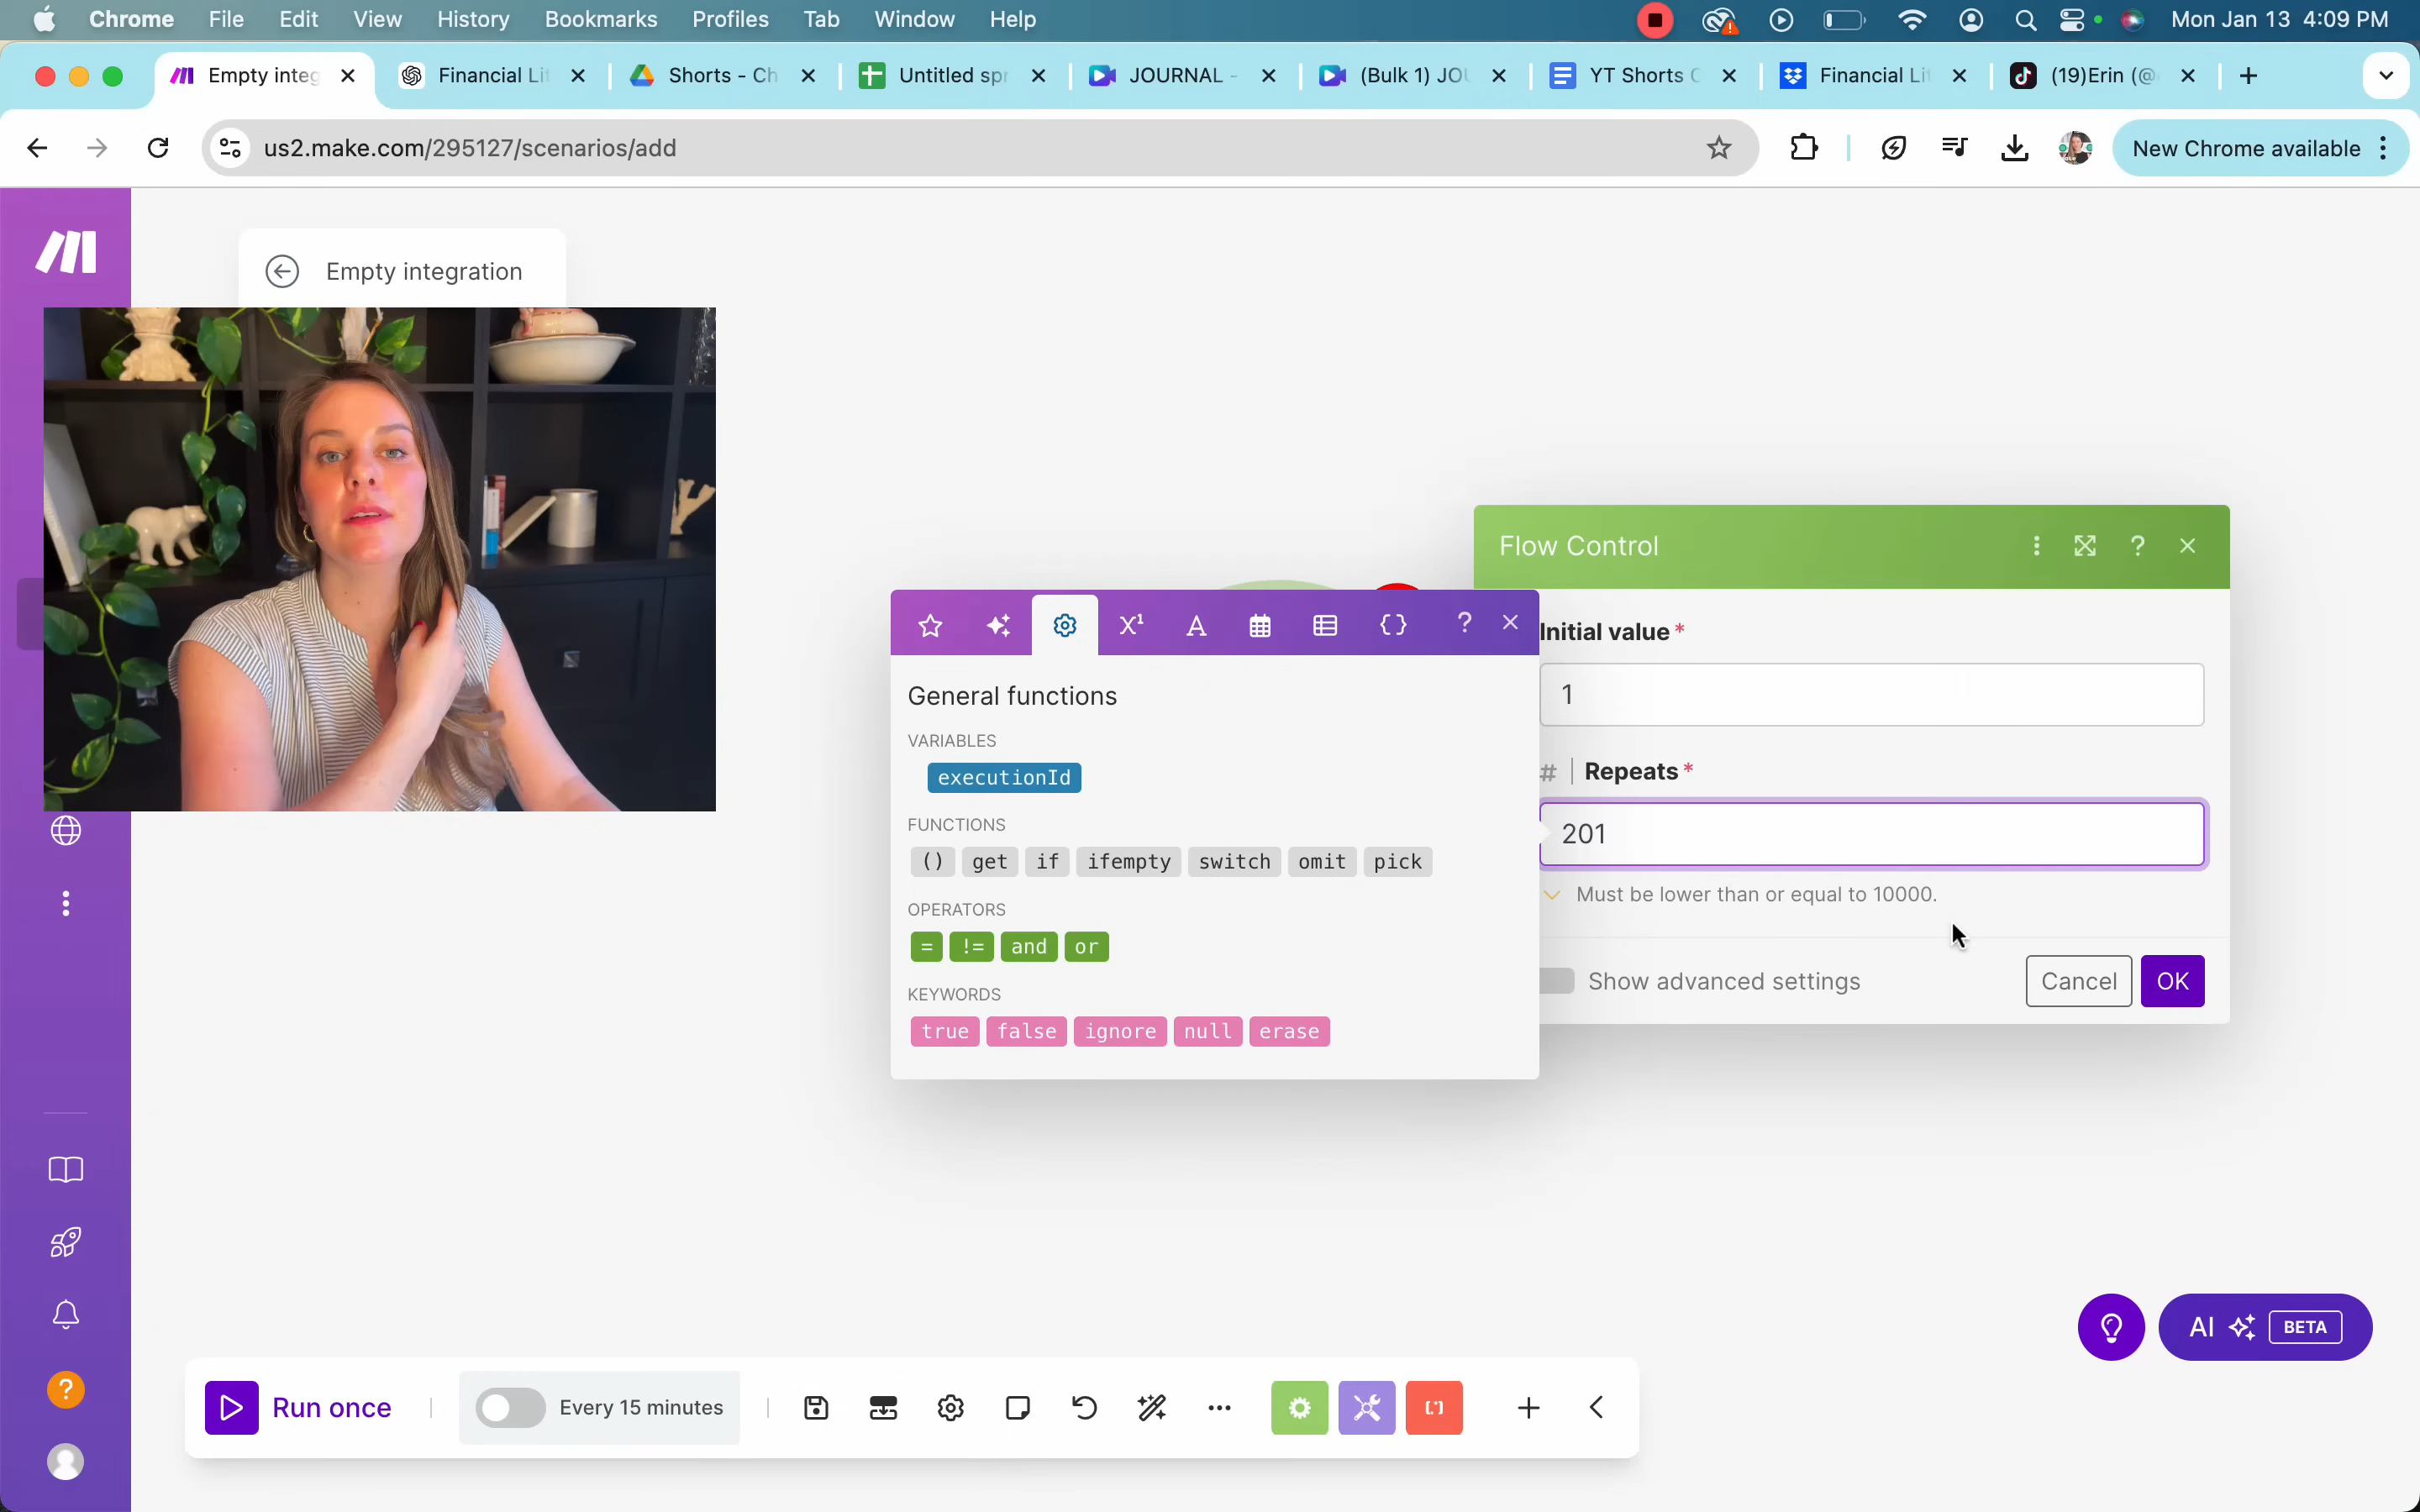 Chrome File Edit View History Bookmarks Profiles Tab Window Help Mon Jan 13 4:09 PM
Empty integ Financial Lit Shorts - Ch Untitled spr JOURNAL - (Bulk 1) JOU YT Shorts C Financial Lit (19)Erin (@
us2.make.com/295127/scenarios/add New Chrome available
Empty integration
Flow Control
Initial value *
1
# Repeats *
201
Must be lower than or equal to 10000.
Show advanced settings Cancel OK
General functions
VARIABLES
executionId
FUNCTIONS
() get if ifempty switch omit pick
OPERATORS
= != and or
KEYWORDS
true false ignore null erase
AI BETA
Run once Every 15 minutes